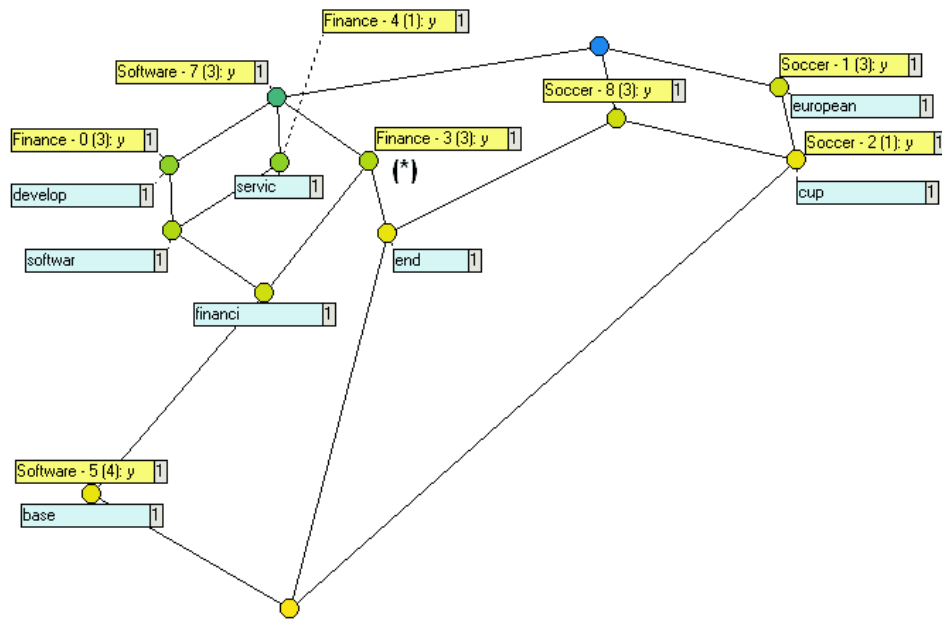 Finance - 4 (1): y 1
Software - 7 (3): y 1
Soccer - 1 (3): y 1
Soccer - 8 (3): y 1
european 1
Finance - 0 (3): y 1
Finance - 3 (3): y 1
Soccer - 2 (1): y 1
(*)
develop 1
servic 1
cup 1
softwar 1
end 1
financi 1
Software - 5 (4): y 1
base 1